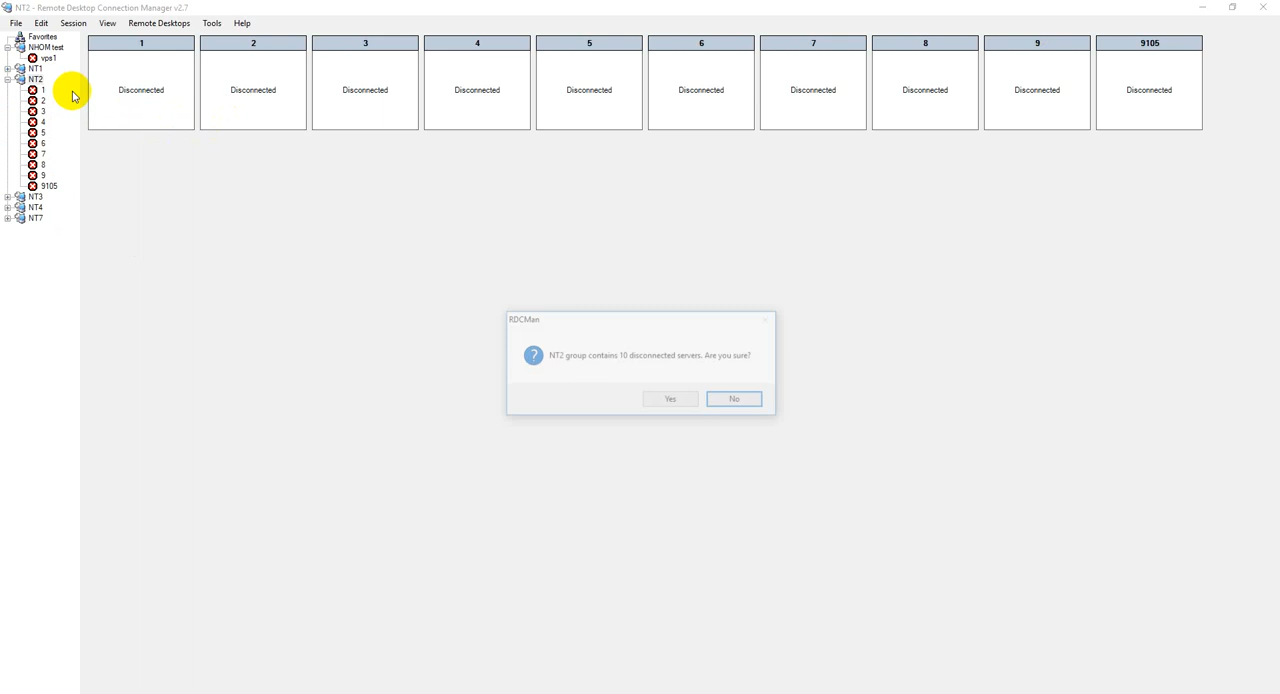 NT2 - Remote Desktop Connection Manager v2.7
File Edit Session View Remote Desktops Tools Help
Favorites
NHOM test
vps1
NT1
NT2
1
2
3
4
5
6
7
8
9
9105
NT3
NT4
NT7
1 2 3 4 5 6 7 8 9 9105
Disconnected Disconnected Disconnected Disconnected Disconnected Disconnected Disconnected Disconnected Disconnected Disconnected
RDCMan
NT2 group contains 10 disconnected servers. Are you sure?
Yes No